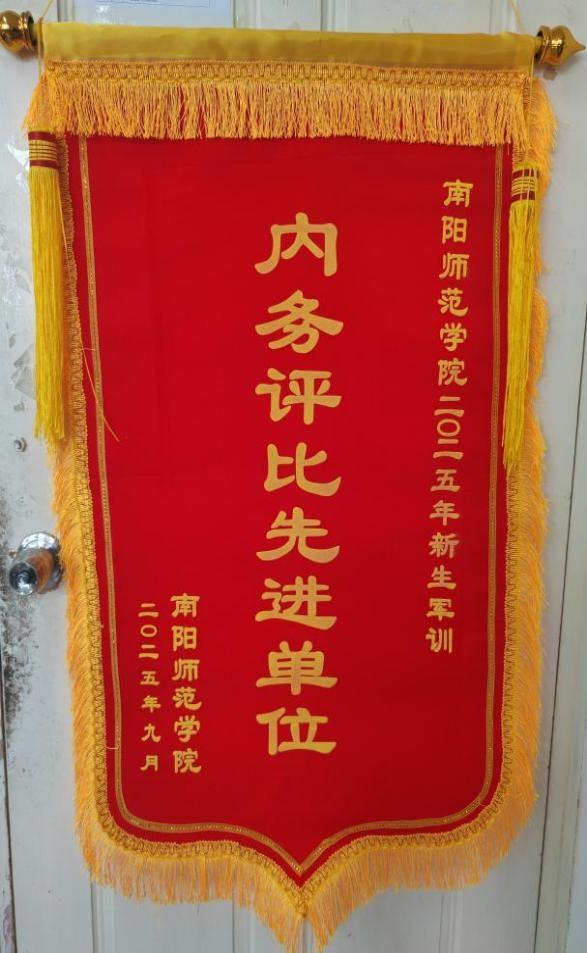 南阳师范学院二〇二五年新生军训
内务评比先进单位
南阳师范学院
二〇二五年九月